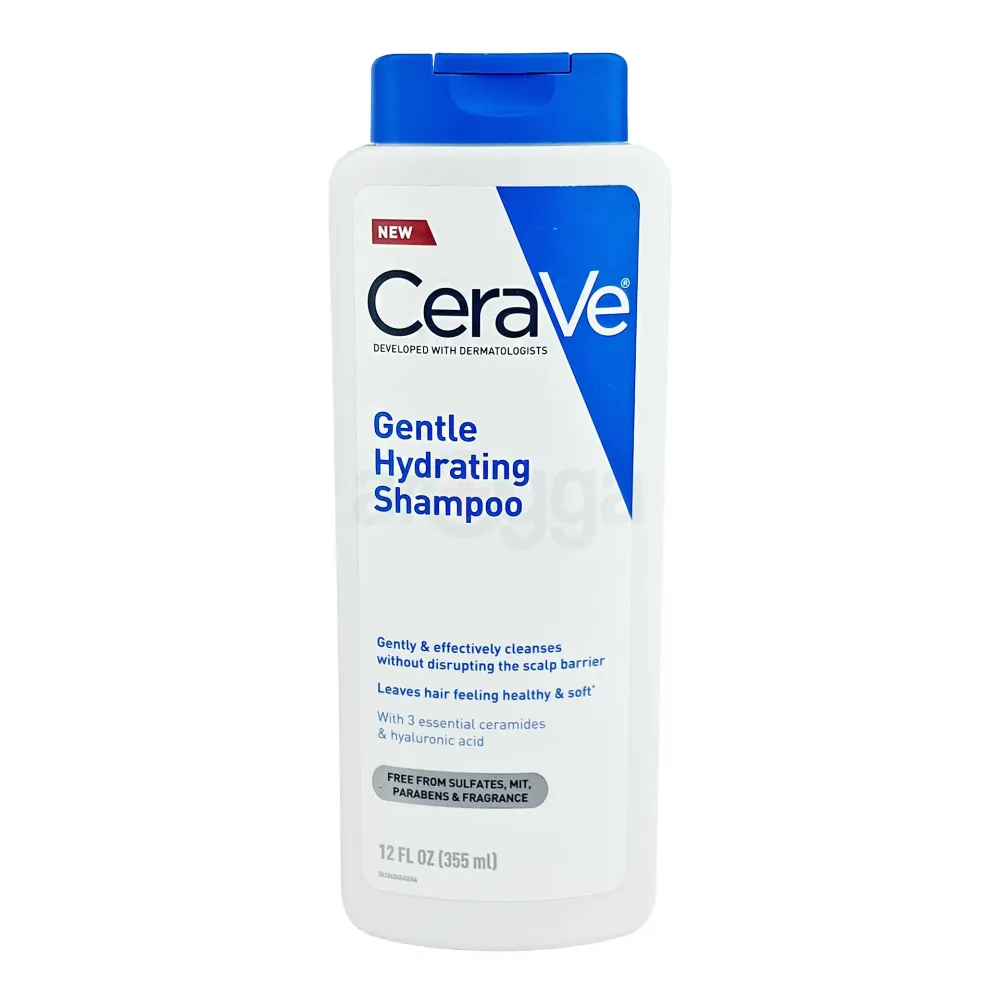 NEW
CeraVe®
DEVELOPED WITH DERMATOLOGISTS
Gentle
Hydrating
Shampoo
arogga
Gently & effectively cleanses
without disrupting the scalp barrier
Leaves hair feeling healthy & soft*
With 3 essential ceramides
& hyaluronic acid
FREE FROM SULFATES, MIT,
PARABENS & FRAGRANCE
12 FL OZ (355 ml)